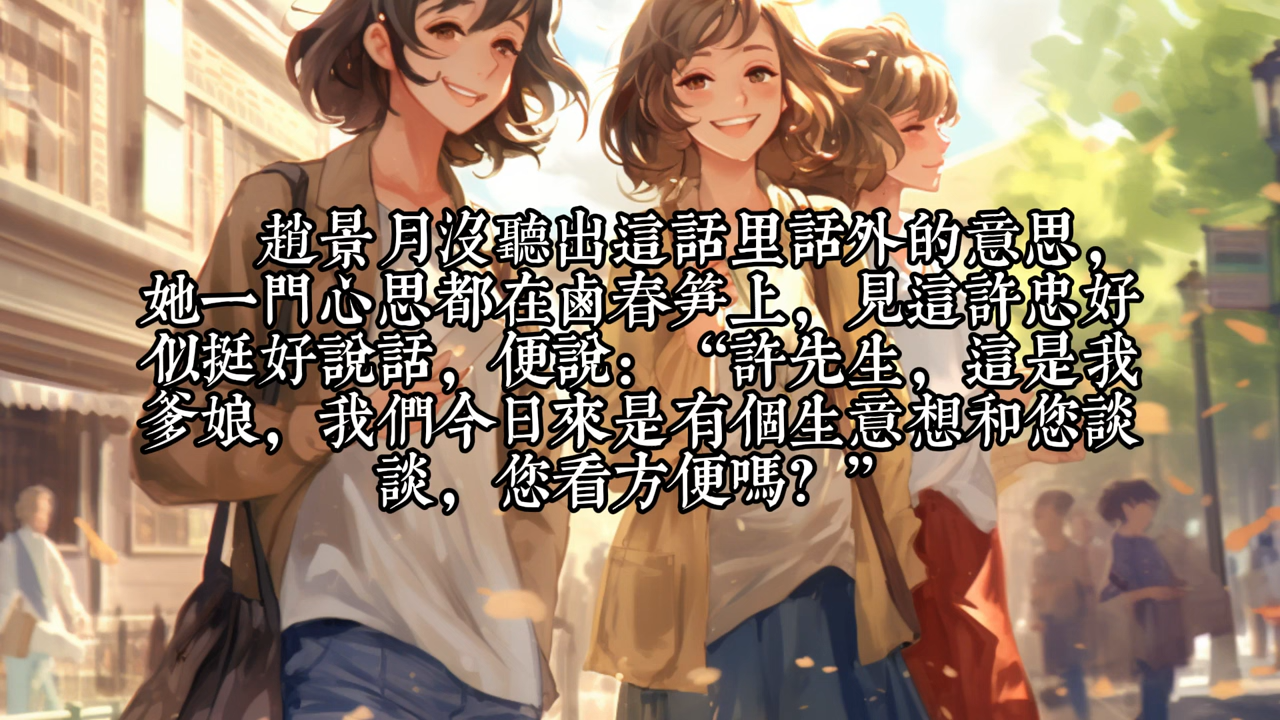 趙景月沒聽出這話里話外的意思，
她一門心思都在鹵春笋上，見這許忠好
似挺好說話，便說：“許先生，這是我
爹娘，我們今日來是有個生意想和您談
談，您看方便嗎？”